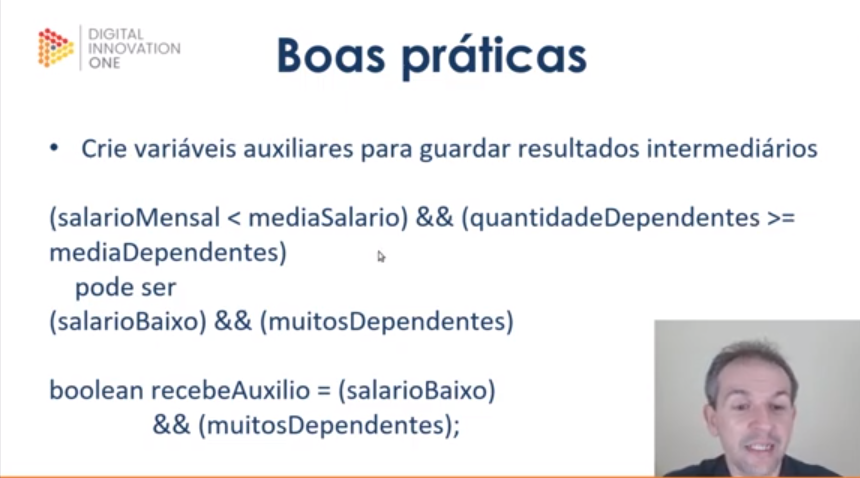 DIGITAL
INNOVATION
ONE
Boas práticas
• Crie variáveis auxiliares para guardar resultados intermediários
(salarioMensal < mediaSalario) && (quantidadeDependentes >=
mediaDependentes)
pode ser
(salarioBaixo) && (muitosDependentes)
boolean recebeAuxilio = (salarioBaixo)
&& (muitosDependentes);